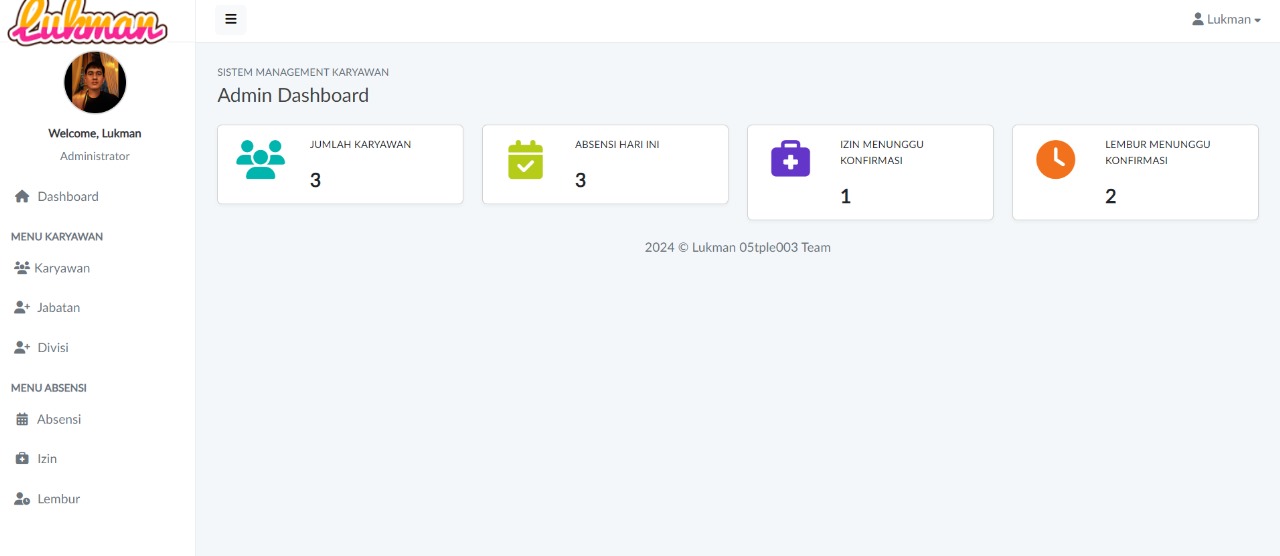 Lukman
Lukman
Welcome, Lukman
Administrator
Dashboard
MENU KARYAWAN
Karyawan
Jabatan
Divisi
MENU ABSENSI
Absensi
Izin
Lembur
SISTEM MANAGEMENT KARYAWAN
Admin Dashboard
JUMLAH KARYAWAN
3
ABSENSI HARI INI
3
IZIN MENUNGGU
KONFIRMASI
1
LEMBUR MENUNGGU
KONFIRMASI
2
2024 © Lukman 05tple003 Team